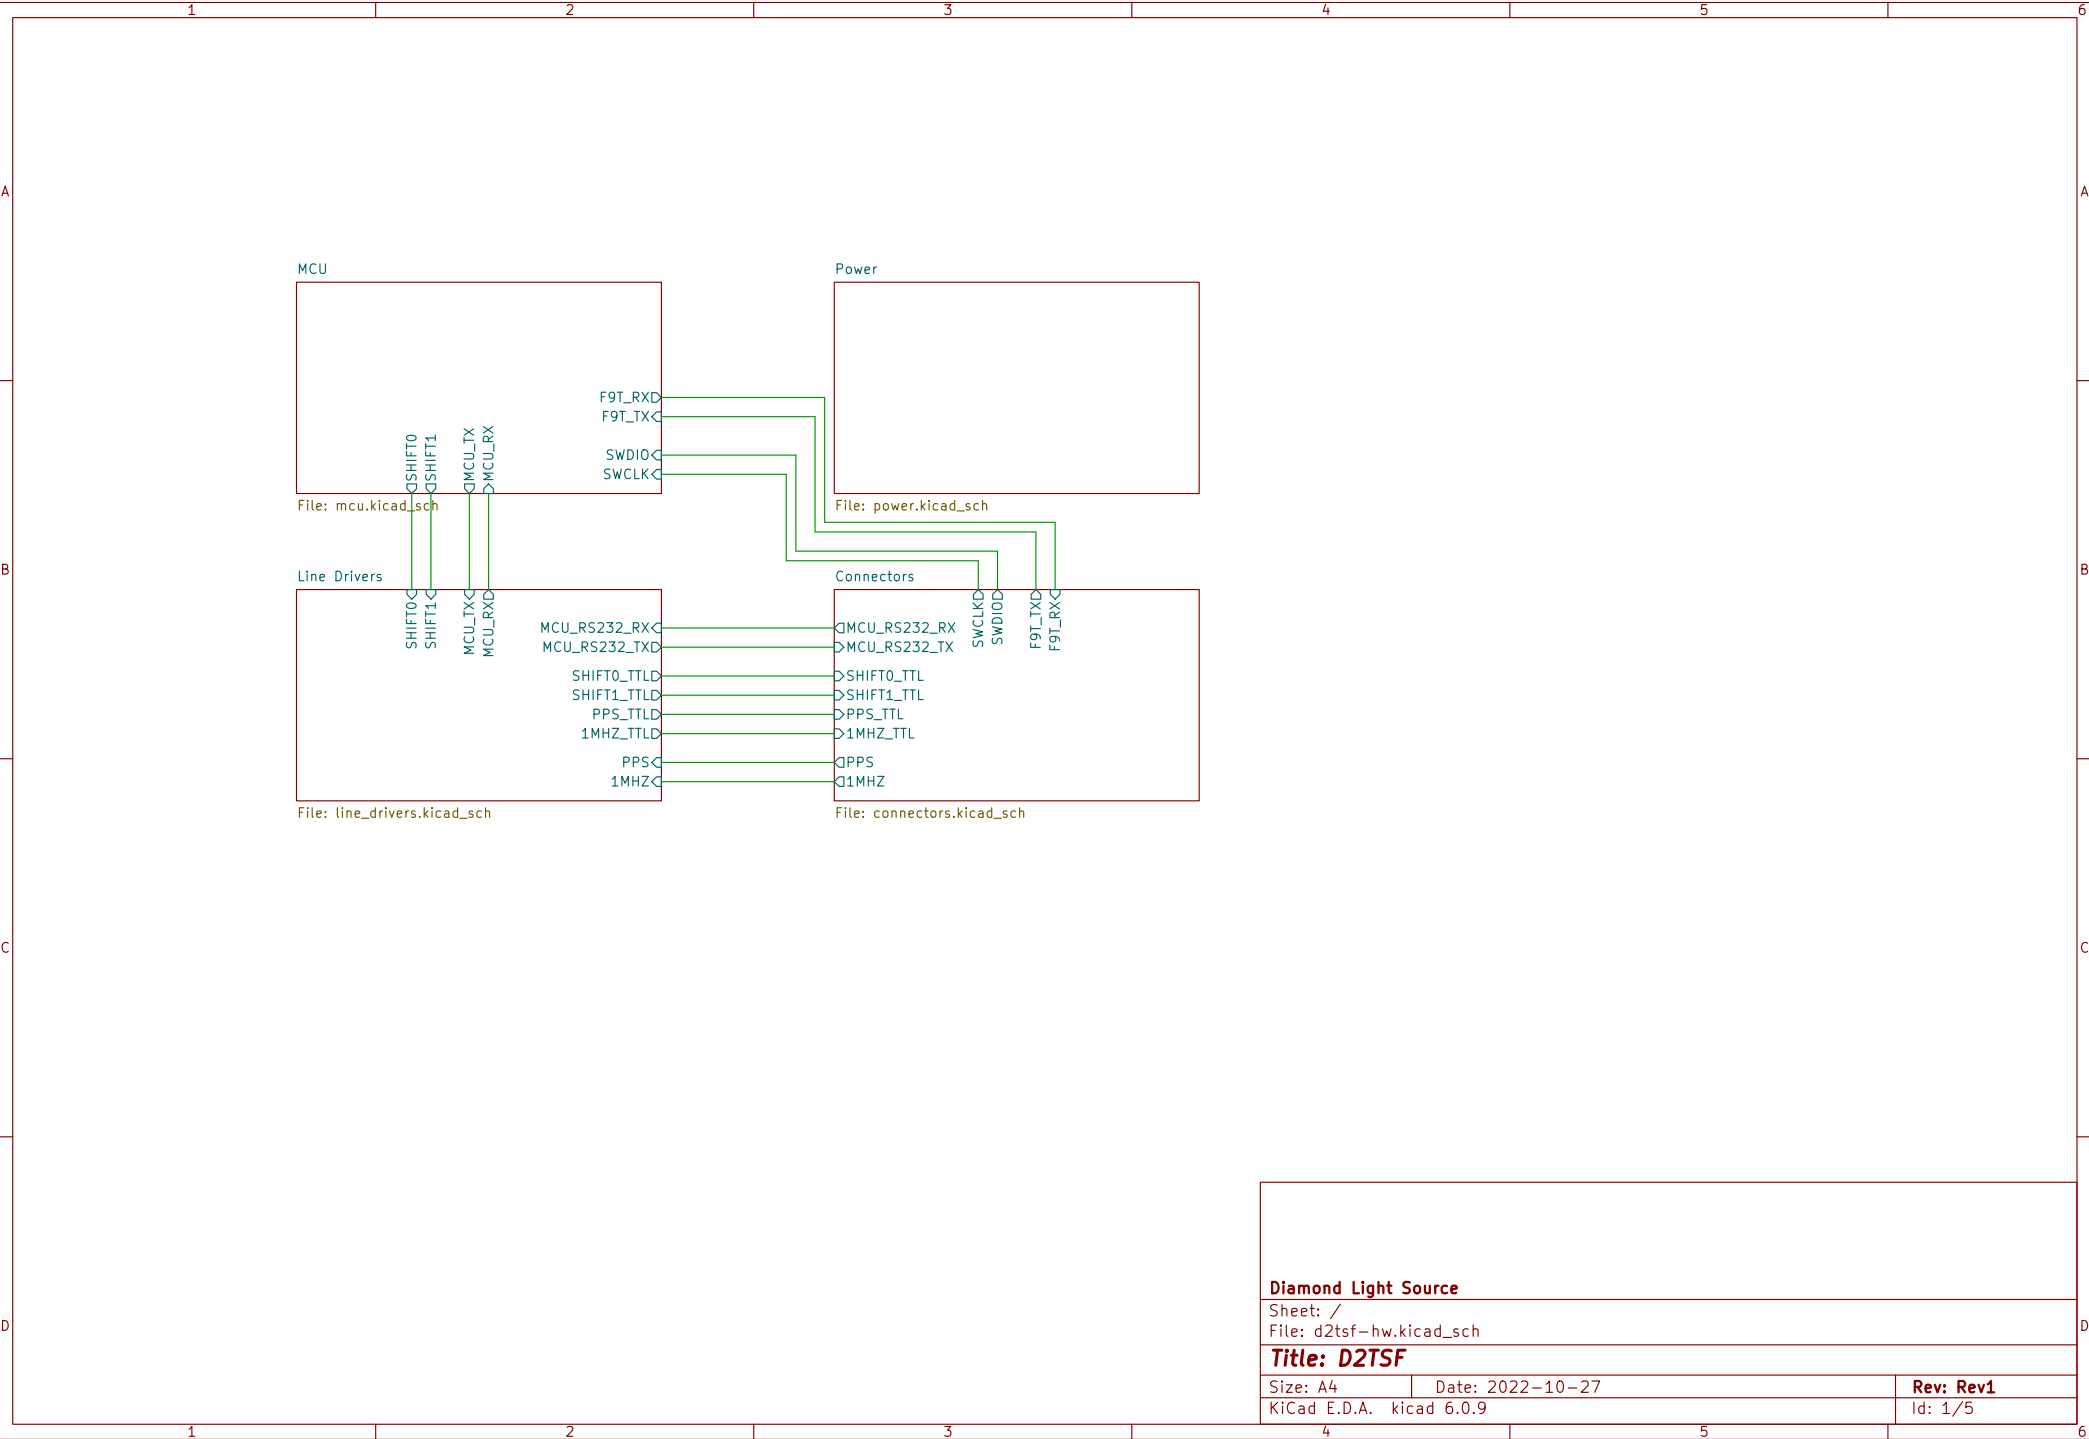 1 2 3 4 5 6
A A
MCU Power
F9T_RX
F9T_TX
SWDIO
SWCLK
SHIFT0
SHIFT1
MCU_TX
MCU_RX
File: mcu.kicad_sch File: power.kicad_sch
B B
Line Drivers Connectors
SHIFT0
SHIFT1
MCU_TX
MCU_RX
SWCLK
SWDIO
F9T_TX
F9T_RX
MCU_RS232_RX MCU_RS232_RX
MCU_RS232_TX MCU_RS232_TX
SHIFT0_TTL SHIFT0_TTL
SHIFT1_TTL SHIFT1_TTL
PPS_TTL PPS_TTL
1MHZ_TTL 1MHZ_TTL
PPS PPS
1MHZ 1MHZ
File: line_drivers.kicad_sch File: connectors.kicad_sch
C C
Diamond Light Source
Sheet: /
D D
File: d2tsf-hw.kicad_sch
Title: D2TSF
Size: A4 Date: 2022-10-27 Rev: Rev1
KiCad E.D.A. kicad 6.0.9 Id: 1/5
1 2 3 4 5 6